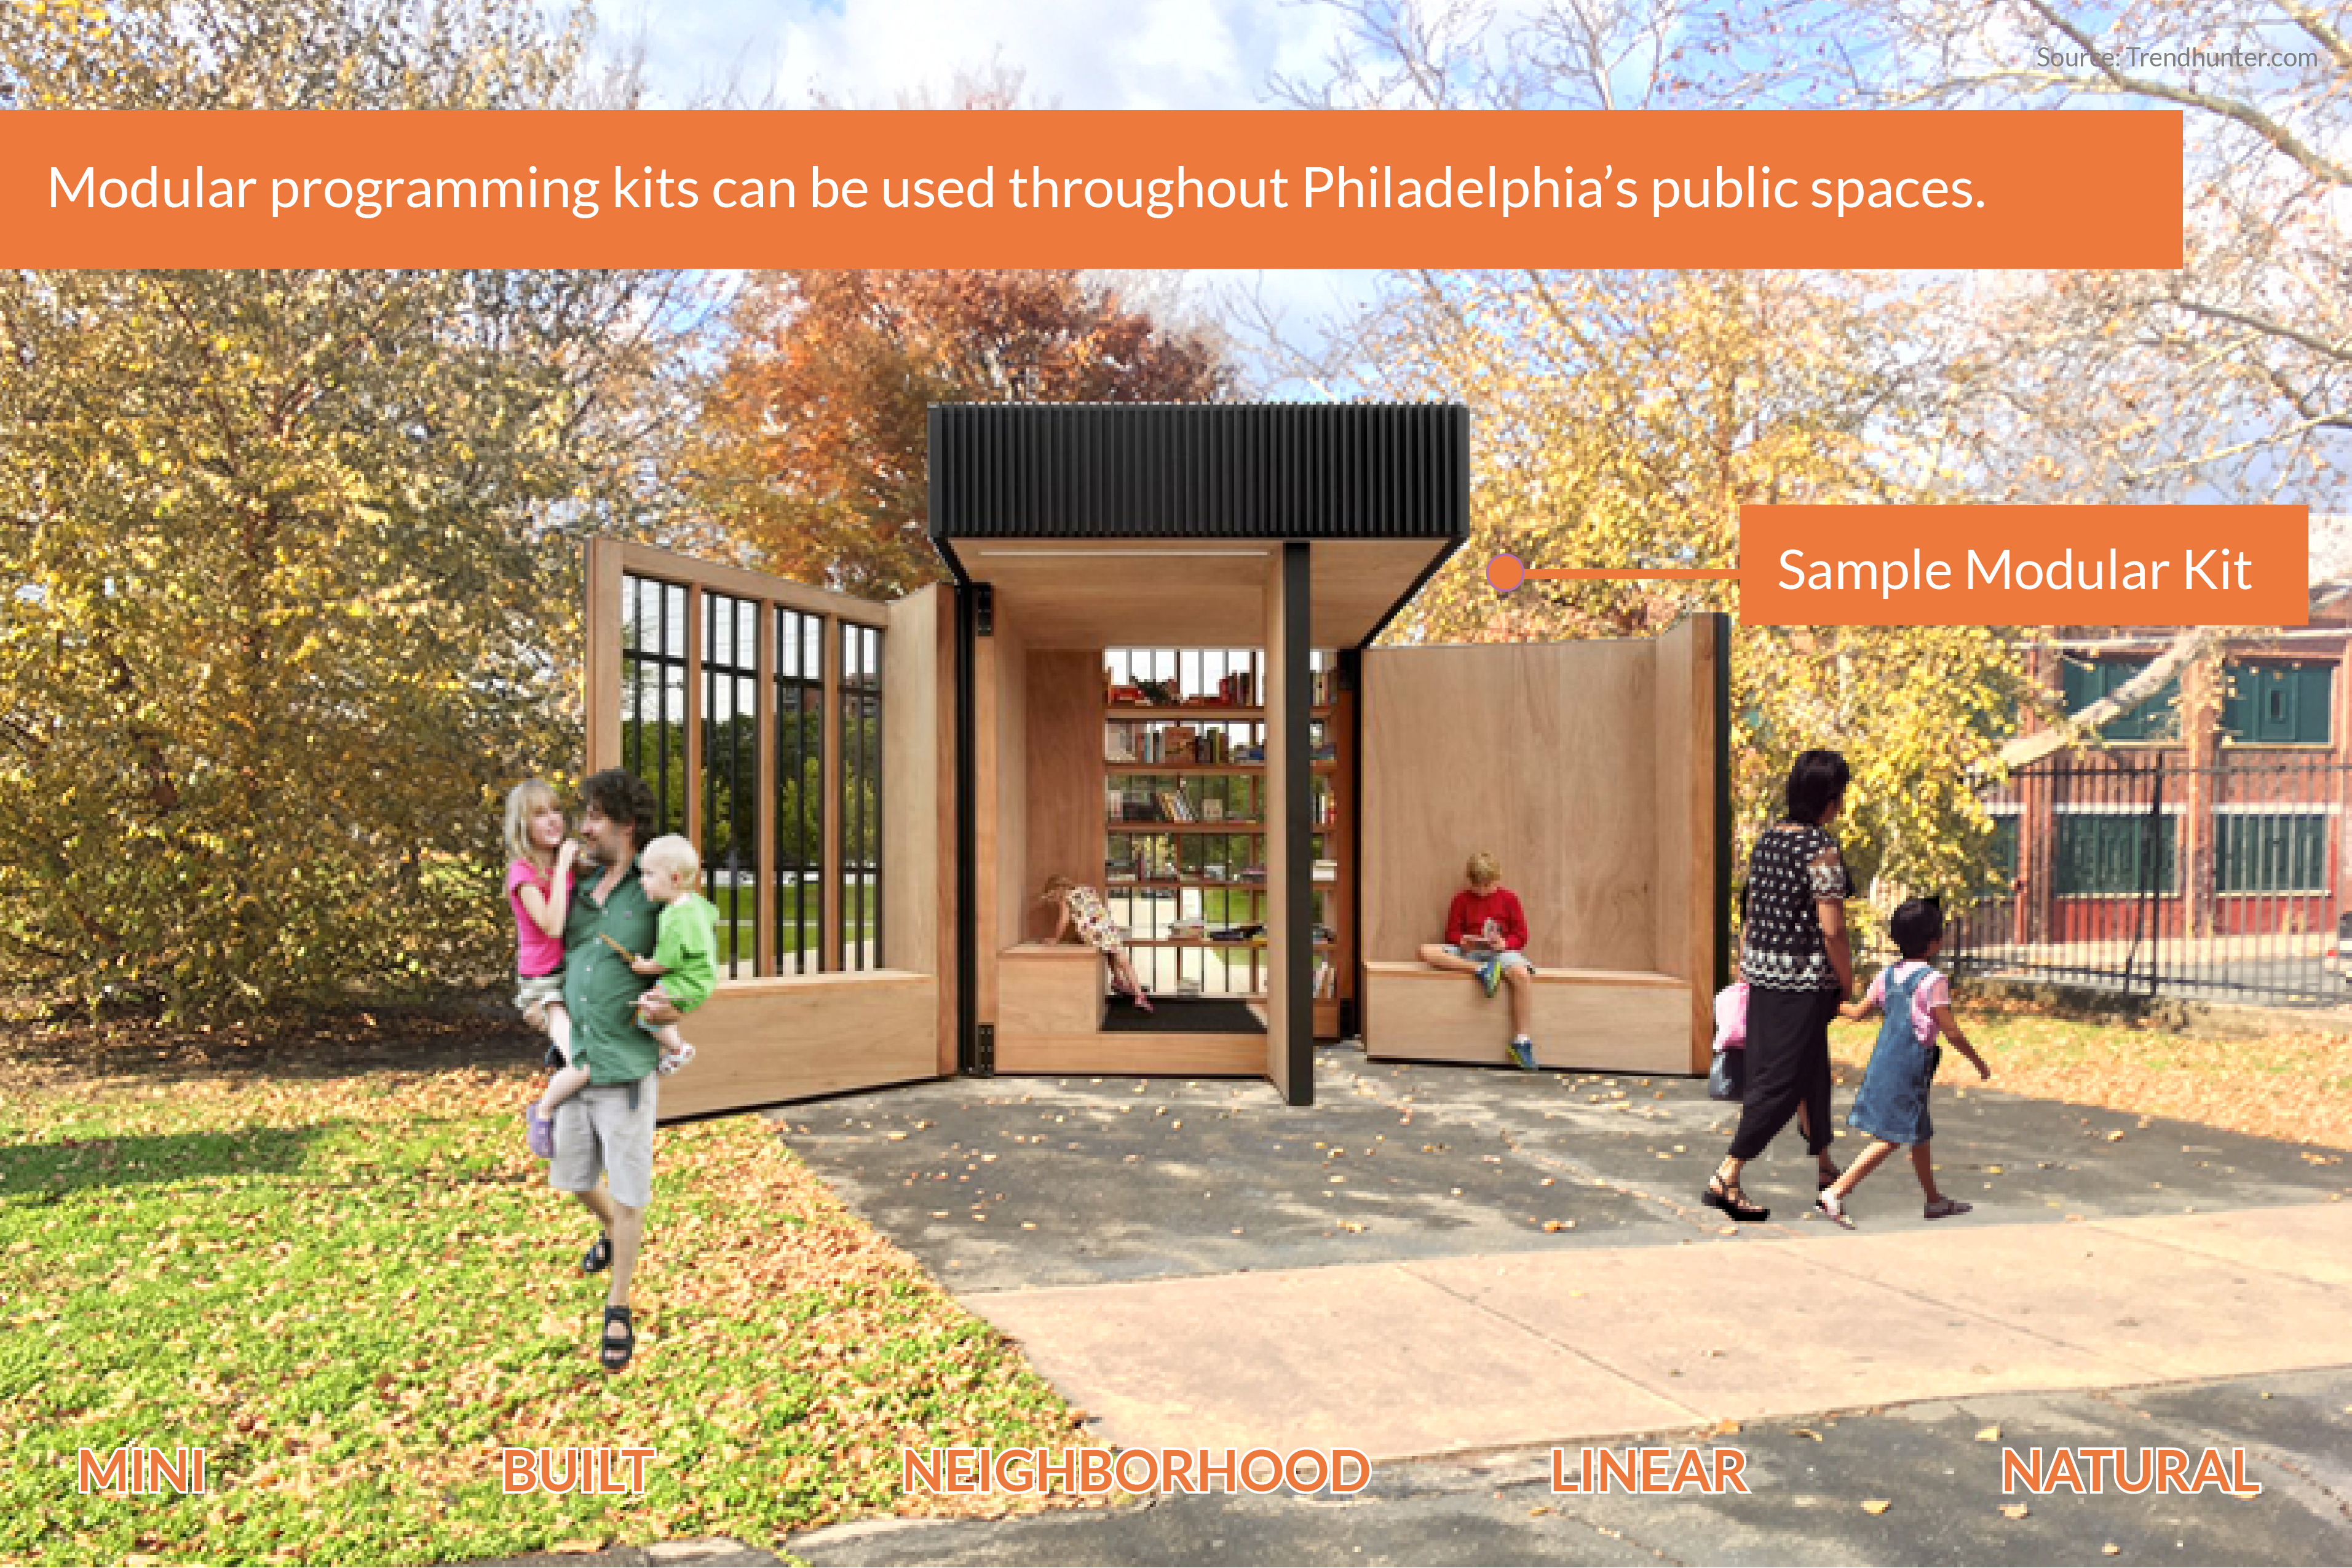 Source: Trendhunter.com
Modular programming kits can be used throughout Philadelphia’s public spaces.
Sample Modular Kit
MINI BUILT NEIGHBORHOOD LINEAR NATURAL